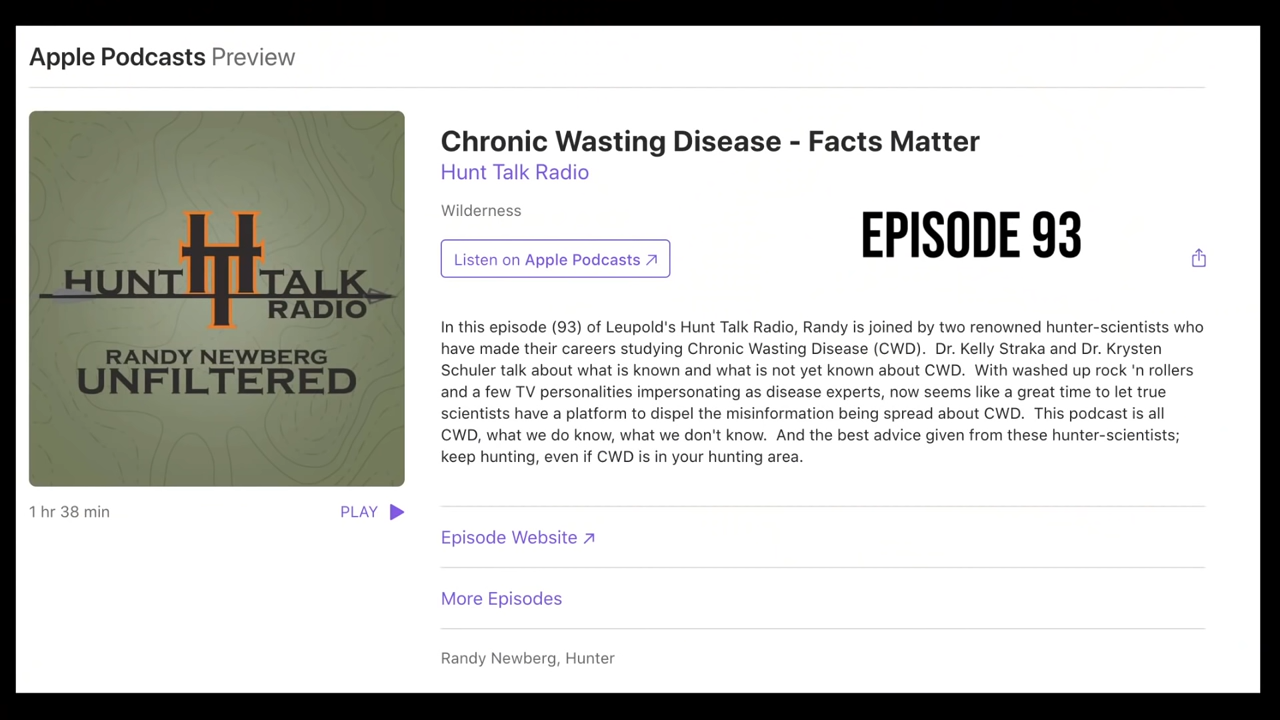 Apple Podcasts Preview
HUNT TALK
RADIO
RANDY NEWBERG
UNFILTERED
1 hr 38 min
PLAY
Chronic Wasting Disease - Facts Matter
Hunt Talk Radio
Wilderness
EPISODE 93
Listen on Apple Podcasts ↗
In this episode (93) of Leupold's Hunt Talk Radio, Randy is joined by two renowned hunter-scientists who
have made their careers studying Chronic Wasting Disease (CWD).  Dr. Kelly Straka and Dr. Krysten
Schuler talk about what is known and what is not yet known about CWD.  With washed up rock 'n rollers
and a few TV personalities impersonating as disease experts, now seems like a great time to let true
scientists have a platform to dispel the misinformation being spread about CWD.  This podcast is all
CWD, what we do know, what we don't know.  And the best advice given from these hunter-scientists;
keep hunting, even if CWD is in your hunting area.
Episode Website ↗
More Episodes
Randy Newberg, Hunter